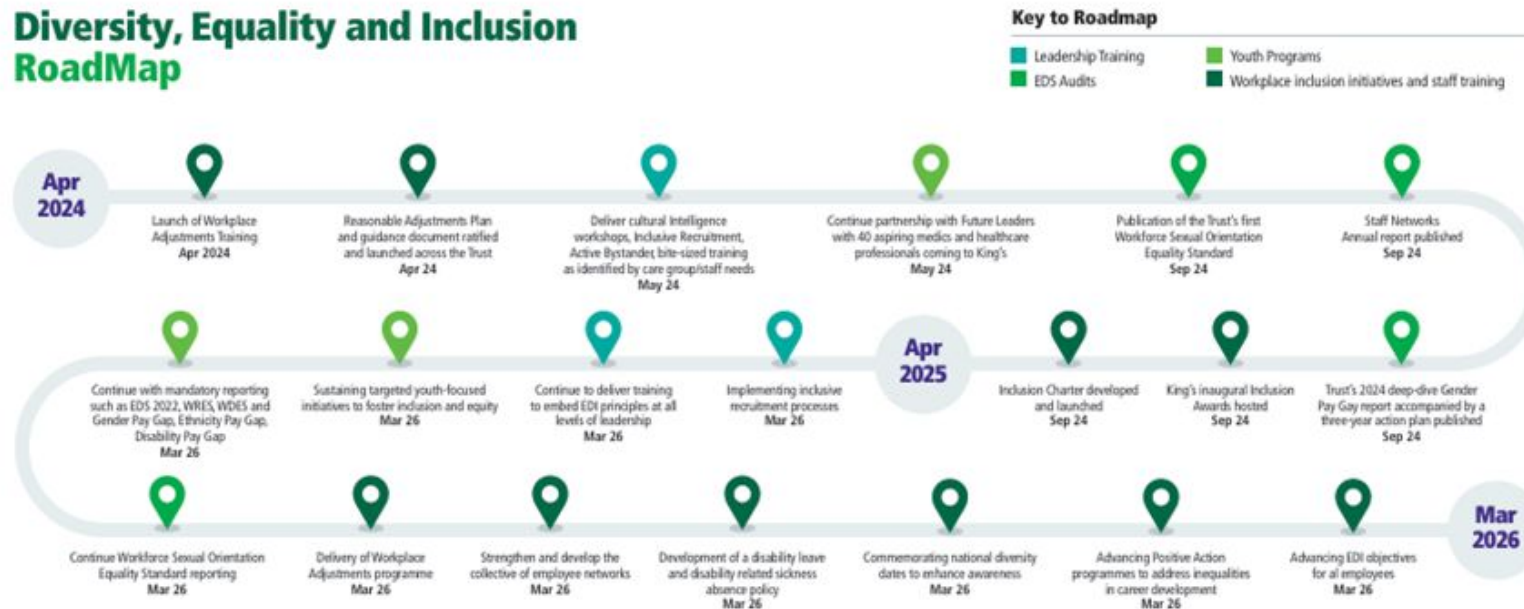 Diversity, Equality and Inclusion
RoadMap
Key to Roadmap
Leadership Training
Youth Programs
EDS Audits
Workplace inclusion initiatives and staff training
Apr
2024
Launch of Workplace
Adjustments Training
Apr 2024
Reasonable Adjustments Plan
and guidance document ratified
and launched across the Trust
Apr 24
Deliver cultural Intelligence
workshops, Inclusive Recruitment,
Active Bystander, bite-sized training
as identified by care group/staff needs
May 24
Continue partnership with Future Leaders
with 40 aspiring medics and healthcare
professionals coming to King's
May 24
Publication of the Trust's first
Workforce Sexual Orientation
Equality Standard
Sep 24
Staff Networks
Annual report published
Sep 24
Trust's 2024 deep-dive Gender
Pay Gay report accompanied by a
three-year action plan published
Sep 24
King's inaugural Inclusion
Awards hosted
Sep 24
Inclusion Charter developed
and launched
Sep 24
Apr
2025
Implementing inclusive
recruitment processes
Mar 26
Continue to deliver training
to embed EDI principles at all
levels of leadership
Mar 26
Sustaining targeted youth-focused
initiatives to foster inclusion and equity
Mar 26
Continue with mandatory reporting
such as EDS 2022, WRES, WDES and
Gender Pay Gap, Ethnicity Pay Gap,
Disability Pay Gap
Mar 26
Continue Workforce Sexual Orientation
Equality Standard reporting
Mar 26
Delivery of Workplace
Adjustments programme
Mar 26
Strengthen and develop the
collective of employee networks
Mar 26
Development of a disability leave
and disability related sickness
absence policy
Mar 26
Commemorating national diversity
dates to enhance awareness
Mar 26
Advancing Positive Action
programmes to address inequalities
in career development
Mar 26
Advancing EDI objectives
for al employees
Mar 26
Mar
2026